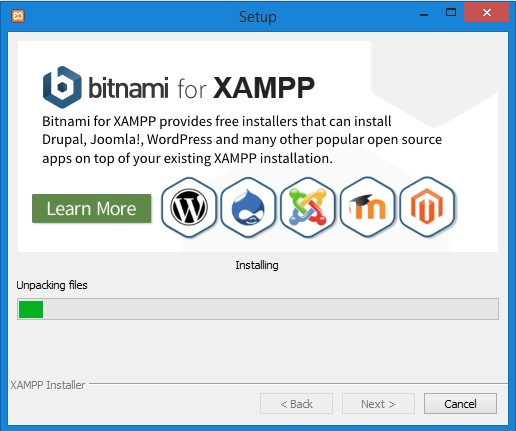 Setup
bitnami for XAMPP
Bitnami for XAMPP provides free installers that can install
Drupal, Joomla!, WordPress and many other popular open source
apps on top of your existing XAMPP installation.
Learn More
Installing
Unpacking files
XAMPP Installer
< Back Next > Cancel